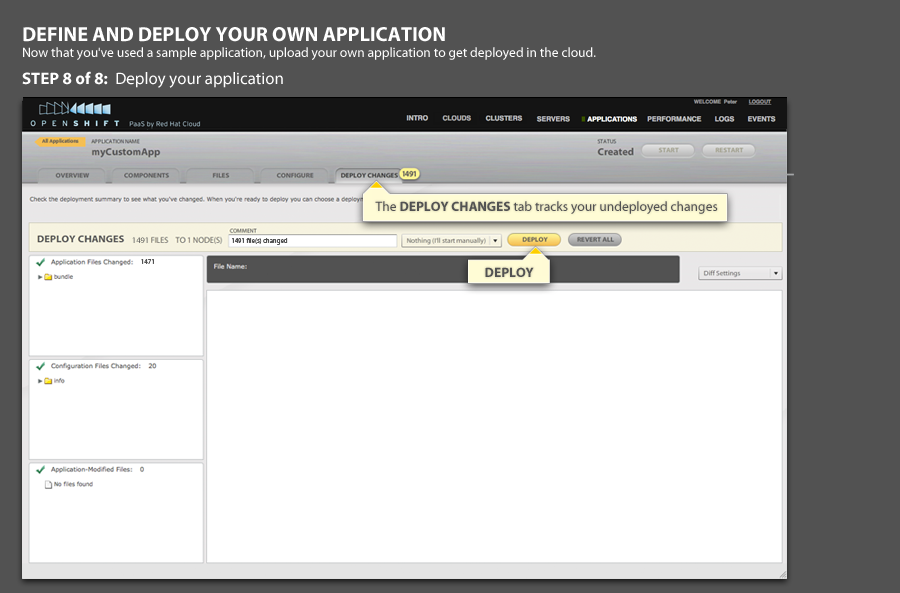 DEFINE AND DEPLOY YOUR OWN APPLICATION
Now that you've used a sample application, upload your own application to get deployed in the cloud.
STEP 8 of 8: Deploy your application
WELCOME Peter LOGOUT
OPENSHIFT PaaS by Red Hat Cloud
INTRO CLOUDS CLUSTERS SERVERS APPLICATIONS PERFORMANCE LOGS EVENTS
All Applications APPLICATION NAME
myCustomApp
STATUS
Created START RESTART
OVERVIEW COMPONENTS FILES CONFIGURE DEPLOY CHANGES 1491
Check the deployment summary to see what you've changed. When you're ready to deploy you can choose a
The DEPLOY CHANGES tab tracks your undeployed changes
COMMENT
DEPLOY CHANGES 1491 FILES TO 1 NODE(S) 1491 file(s) changed Nothing (I'll start manually) DEPLOY REVERT ALL
DEPLOY
Application Files Changed: 1471
bundle
File Name:
Diff Settings
Configuration Files Changed: 20
info
Application-Modified Files: 0
No files found